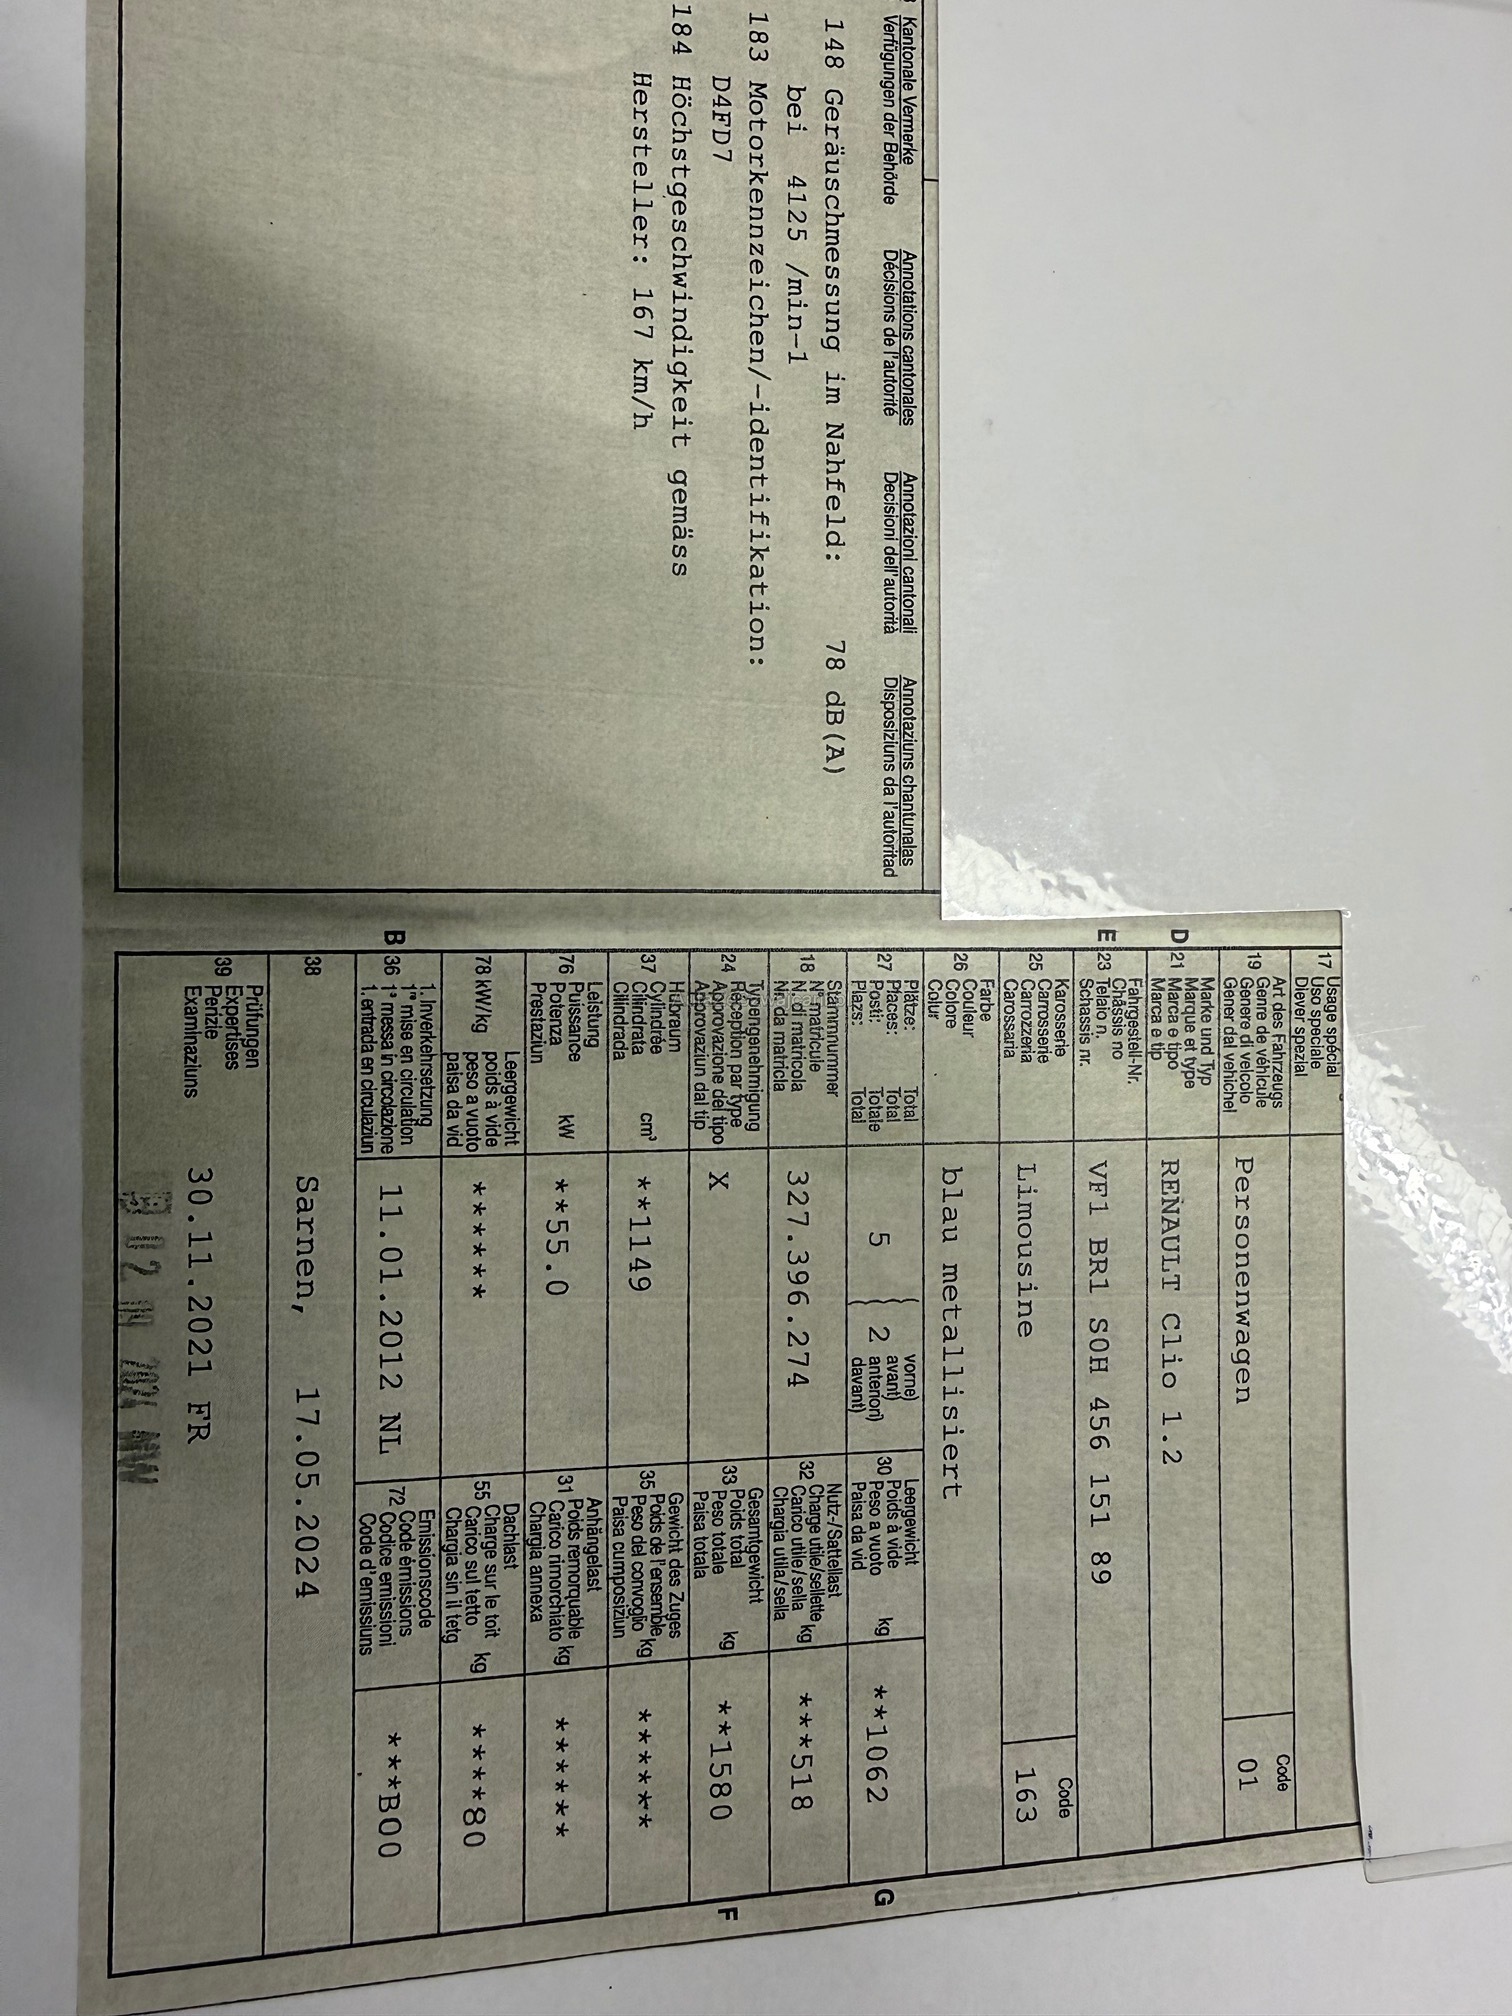 Kantonale Vermerke Annotations cantonales Annotazioni cantonali Annotaziuns chantunalas
Verfügungen der Behörde Décisions de l'autorité Decisioni dell'autorità Disposiziuns da l'autoritad
148 Geräuschmessung im Nahfeld: 78 dB(A)
bei 4125 /min-1
183 Motorkennzeichen/-identifikation:
D4FD7
184 Höchstgeschwindigkeit gemäss
Hersteller: 167 km/h
17 Usage spécial
Uso speciale
Diever spezial
Art des Fahrzeugs
Genre de véhicule
19 Genere di veicolo
Gener dal vehichel
Personenwagen
Code
01
D
Marke und Typ
21 Marque et type
Marca e tipo
Marca e tip
RENAULT Clio 1.2
E
Fahrgestell-Nr.
Châssis no
23 Telaio n.
Schassis nr.
VF1 BR1 S0H 456 151 89
Karosserie
25 Carrosserie
Carrozzeria
Carossaria
Limousine
Code
163
Farbe
26 Couleur
Colore
Colur
blau metallisiert
Plätze: Total
27 Places: Total
Posti: Totale
Plazs: Total
5 { 2
vorne)
avant)
anteriori)
davant)
Leergewicht
30 Poids à vide
Peso a vuoto kg
Paisa da vid
**1062
G
Stammnummer
18 N° matricule
N. di matricola
Nr. da matricla
327.396.274
Nutz-/Sattellast
32 Charge utile/sellette kg
Carico utile/sella
Chargia utila/sella
***518
Typengenehmigung
24 Réception par type
Approvazione del tipo
Approvaziun dal tip
X
Gesamtgewicht
33 Poids total kg
Peso totale
Paisa totala
**1580
F
Hubraum
37 Cylindrée cm³
Cilindrata
Cilindrada
**1149
Gewicht des Zuges
Poids de l'ensemble kg
35 Peso del convoglio
Paisa cumposiziun
******
Leistung
76 Puissance kW
Potenza
Prestaziun
**55.0
Anhängelast
31 Poids remorquable kg
Carico rimorchiato
Chargia annexa
******
Leergewicht
78 kW/kg poids à vide
peso a vuoto
paisa da vid
******
Dachlast
55 Charge sur le toit kg
Carico sul tetto
Chargia sin il tetg
****80
B
1. Inverkehrsetzung
36 1re mise en circulation
1a messa in circolazione
1. entrada en circulaziun
11.01.2012 NL
Emissionscode
72 Code émissions
Codice emissioni
Code d'emissiuns
***B00
38
Sarnen, 17.05.2024
Prüfungen
39 Expertises
Perizie
Examinaziuns
30.11.2021 FR